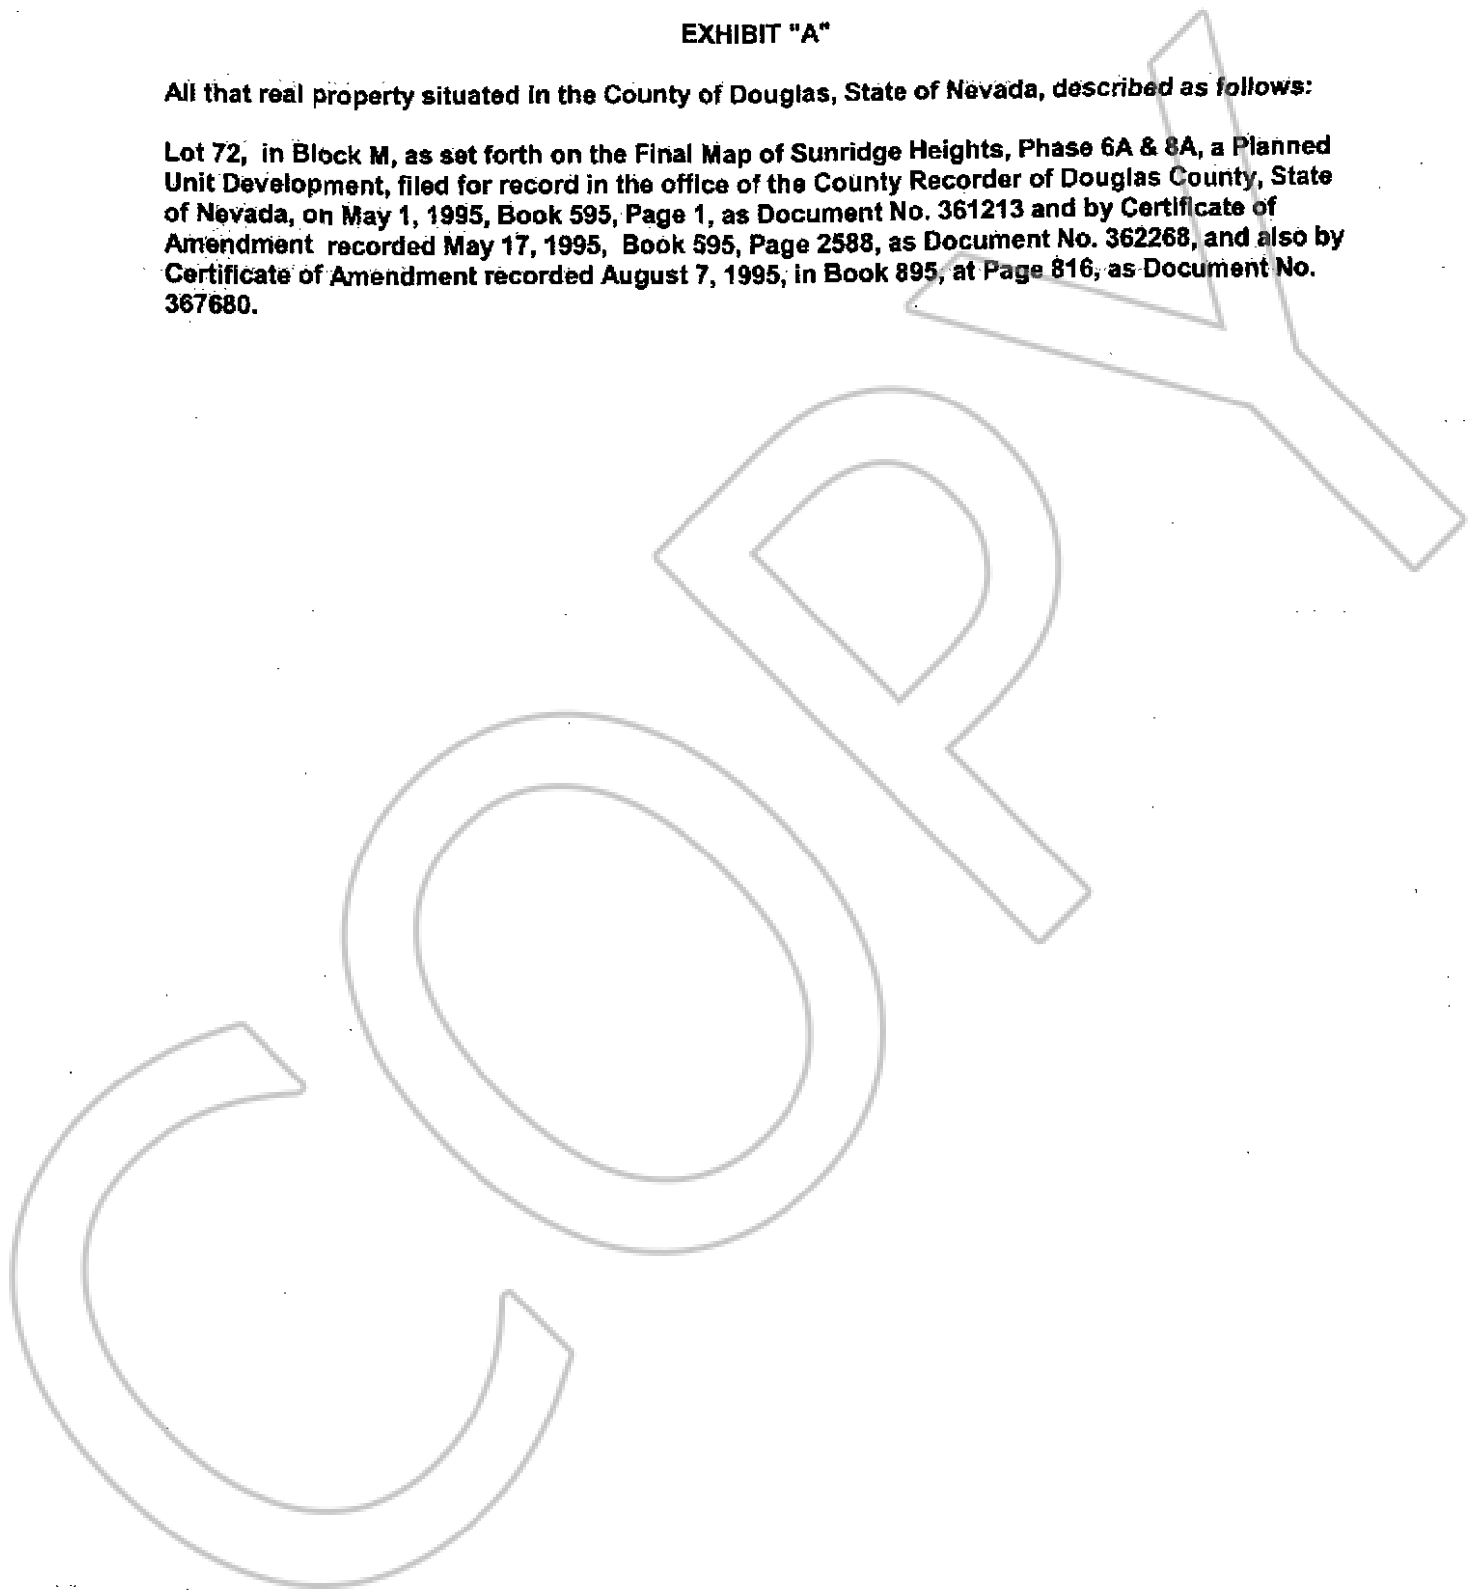 EXHIBIT "A"
All that real property situated in the County of Douglas, State of Nevada, described as follows:
Lot 72, in Block M, as set forth on the Final Map of Sunridge Heights, Phase 6A & 8A, a Planned
Unit Development, filed for record in the office of the County Recorder of Douglas County, State
of Nevada, on May 1, 1995, Book 595, Page 1, as Document No. 361213 and by Certificate of
Amendment recorded May 17, 1995, Book 595, Page 2588, as Document No. 362268, and also by
Certificate of Amendment recorded August 7, 1995, in Book 895, at Page 816, as Document No.
367680.
COPY